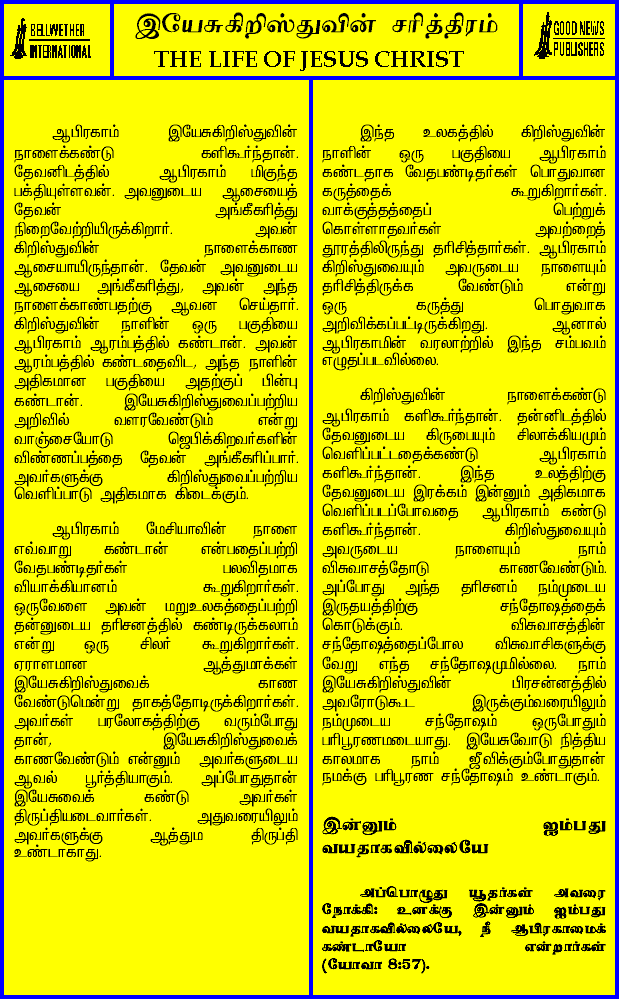 BELLWETHER
INTERNATIONAL
இயேசுகிறிஸ்துவின் சரித்திரம்
THE LIFE OF JESUS CHRIST
GOOD NEWS
PUBLISHERS
ஆபிரகாம் இயேசுகிறிஸ்துவின்
நாளைக்கண்டு களிகூர்ந்தான்.
தேவனிடத்தில் ஆபிரகாம் மிகுந்த
பக்தியுள்ளவன். அவனுடைய ஆசையைத்
தேவன் அங்கீகரித்து
நிறைவேற்றியிருக்கிறார். அவன்
கிறிஸ்துவின் நாளைக்காண
ஆசையாயிருந்தான். தேவன் அவனுடைய
ஆசையை அங்கீகரித்து, அவன் அந்த
நாளைக்காண்பதற்கு ஆவன செய்தார்.
கிறிஸ்துவின் நாளின் ஒரு பகுதியை
ஆபிரகாம் ஆரம்பத்தில் கண்டான். அவன்
ஆரம்பத்தில் கண்டதைவிட, அந்த நாளின்
அதிகமான பகுதியை அதற்குப் பின்பு
கண்டான். இயேசுகிறிஸ்துவைப்பற்றிய
அறிவில் வளரவேண்டும் என்று
வாஞ்சையோடு ஜெபிக்கிறவர்களின்
விண்ணப்பத்தை தேவன் அங்கீகரிப்பார்.
அவர்களுக்கு கிறிஸ்துவைப்பற்றிய
வெளிப்பாடு அதிகமாக கிடைக்கும்.
ஆபிரகாம் மேசியாவின் நாளை
எவ்வாறு கண்டான் என்பதைப்பற்றி
வேதபண்டிதர்கள் பலவிதமாக
வியாக்கியானம் கூறுகிறார்கள்.
ஒருவேளை அவன் மறுஉலகத்தைப்பற்றி
தன்னுடைய தரிசனத்தில் கண்டிருக்கலாம்
என்று ஒரு சிலர் கூறுகிறார்கள்.
ஏராளமான ஆத்துமாக்கள்
இயேசுகிறிஸ்துவைக் காண
வேண்டுமென்று தாகத்தோடிருக்கிறார்கள்.
அவர்கள் பரலோகத்திற்கு வரும்போது
தான், இயேசுகிறிஸ்துவைக்
காணவேண்டும் என்னும் அவர்களுடைய
ஆவல் பூர்த்தியாகும். அப்போதுதான்
இயேசுவைக் கண்டு அவர்கள்
திருப்தியடைவார்கள். அதுவரையிலும்
அவர்களுக்கு ஆத்தும திருப்தி
உண்டாகாது.
இந்த உலகத்தில் கிறிஸ்துவின்
நாளின் ஒரு பகுதியை ஆபிரகாம்
கண்டதாக வேதபண்டிதர்கள் பொதுவான
கருத்தைக் கூறுகிறார்கள்.
வாக்குத்தத்தைப் பெற்றுக்
கொள்ளாதவர்கள் அவற்றைத்
தூரத்திலிருந்து தரிசித்தார்கள். ஆபிரகாம்
கிறிஸ்துவையும் அவருடைய நாளையும்
தரிசித்திருக்க வேண்டும் என்று
ஒரு கருத்து பொதுவாக
அறிவிக்கப்பட்டிருக்கிறது. ஆனால்
ஆபிரகாமின் வரலாற்றில் இந்த சம்பவம்
எழுதப்படவில்லை.
கிறிஸ்துவின் நாளைக்கண்டு
ஆபிரகாம் களிகூர்ந்தான். தன்னிடத்தில்
தேவனுடைய கிருபையும் சிலாக்கியமும்
வெளிப்பட்டதைக்கண்டு ஆபிரகாம்
களிகூர்ந்தான். இந்த உலத்திற்கு
தேவனுடைய இரக்கம் இன்னும் அதிகமாக
வெளிப்படப்போவதை ஆபிரகாம் கண்டு
களிகூர்ந்தான். கிறிஸ்துவையும்
அவருடைய நாளையும் நாம்
விசுவாசத்தோடு காணவேண்டும்.
அப்போது அந்த தரிசனம் நம்முடைய
இருதயத்திற்கு சந்தோஷத்தைக்
கொடுக்கும். விசுவாசத்தின்
சந்தோஷத்தைப்போல விசுவாசிகளுக்கு
வேறு எந்த சந்தோஷமுமில்லை. நாம்
இயேசுகிறிஸ்துவின் பிரசன்னத்தில்
அவரோடுகூட இருக்கும்வரையிலும்
நம்முடைய சந்தோஷம் ஒருபோதும்
பரிபூரணமடையாது. இயேசுவோடு நித்திய
காலமாக நாம் ஜீவிக்கும்போதுதான்
நமக்கு பரிபூரண சந்தோஷம் உண்டாகும்.
இன்னும் ஐம்பது
வயதாகவில்லையே
அப்பொழுது யூதர்கள் அவரை
நோக்கி: உனக்கு இன்னும் ஐம்பது
வயதாகவில்லையே, நீ ஆபிரகாமைக்
கண்டாயோ என்றார்கள்
(யோவா 8:57).